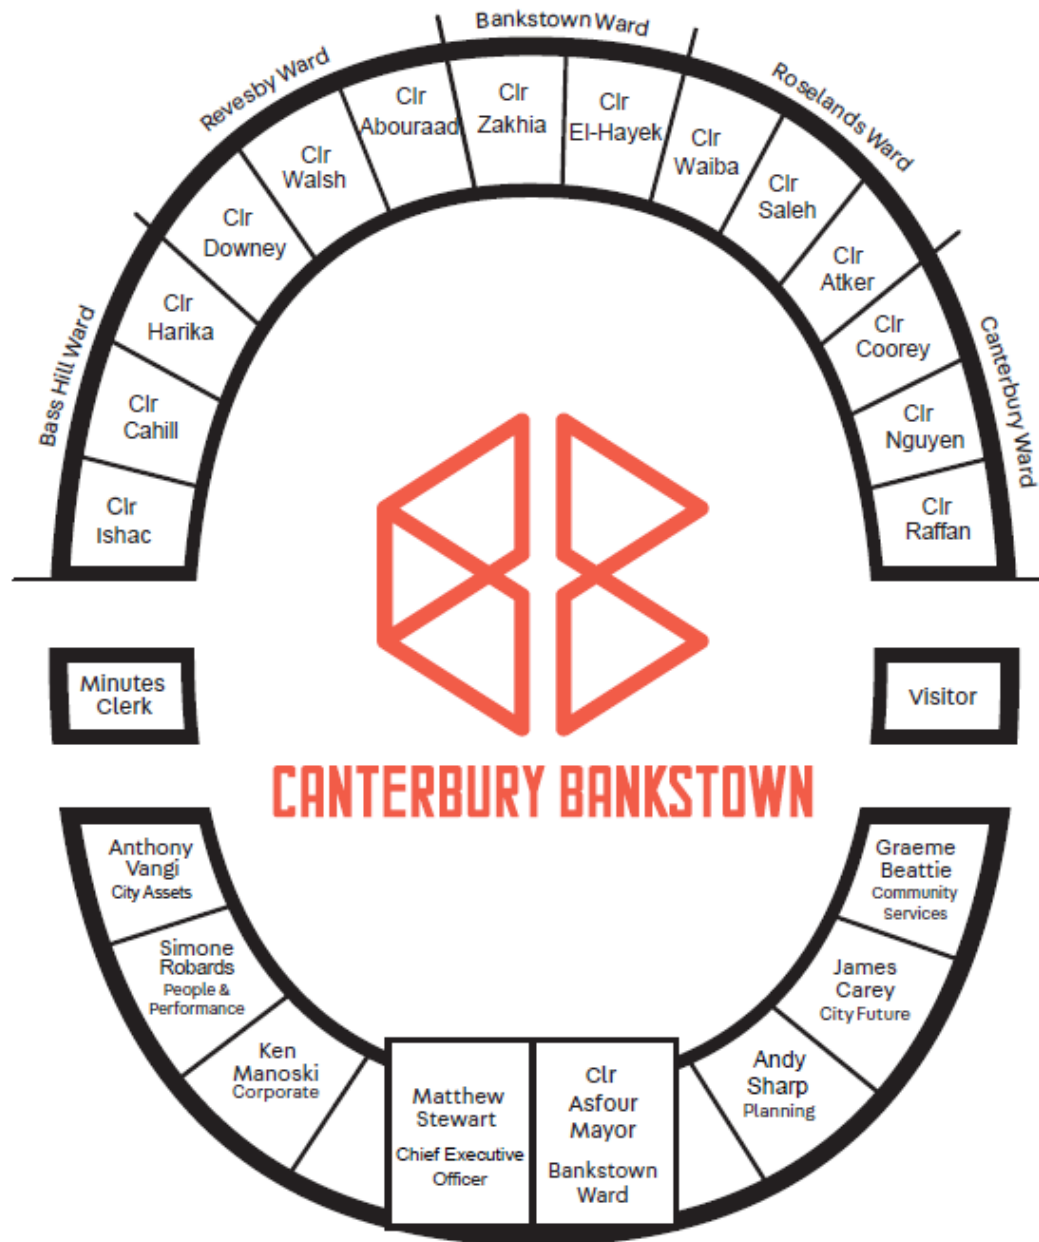 Bankstown Ward
Revesby Ward
Roselands Ward
Bass Hill Ward
Canterbury Ward
Clr
Ishac
Clr
Cahill
Clr
Harika
Clr
Downey
Clr
Walsh
Clr
Abouraad
Clr
Zakhia
Clr
El-Hayek
Clr
Waiba
Clr
Saleh
Clr
Atker
Clr
Coorey
Clr
Nguyen
Clr
Raffan
Minutes
Clerk
Visitor
CANTERBURY BANKSTOWN
Anthony
Vangi
City Assets
Simone
Robards
People &
Performance
Ken
Manoski
Corporate
Matthew
Stewart
Chief Executive
Officer
Clr
Asfour
Mayor
Bankstown
Ward
Andy
Sharp
Planning
James
Carey
City Future
Graeme
Beattie
Community
Services